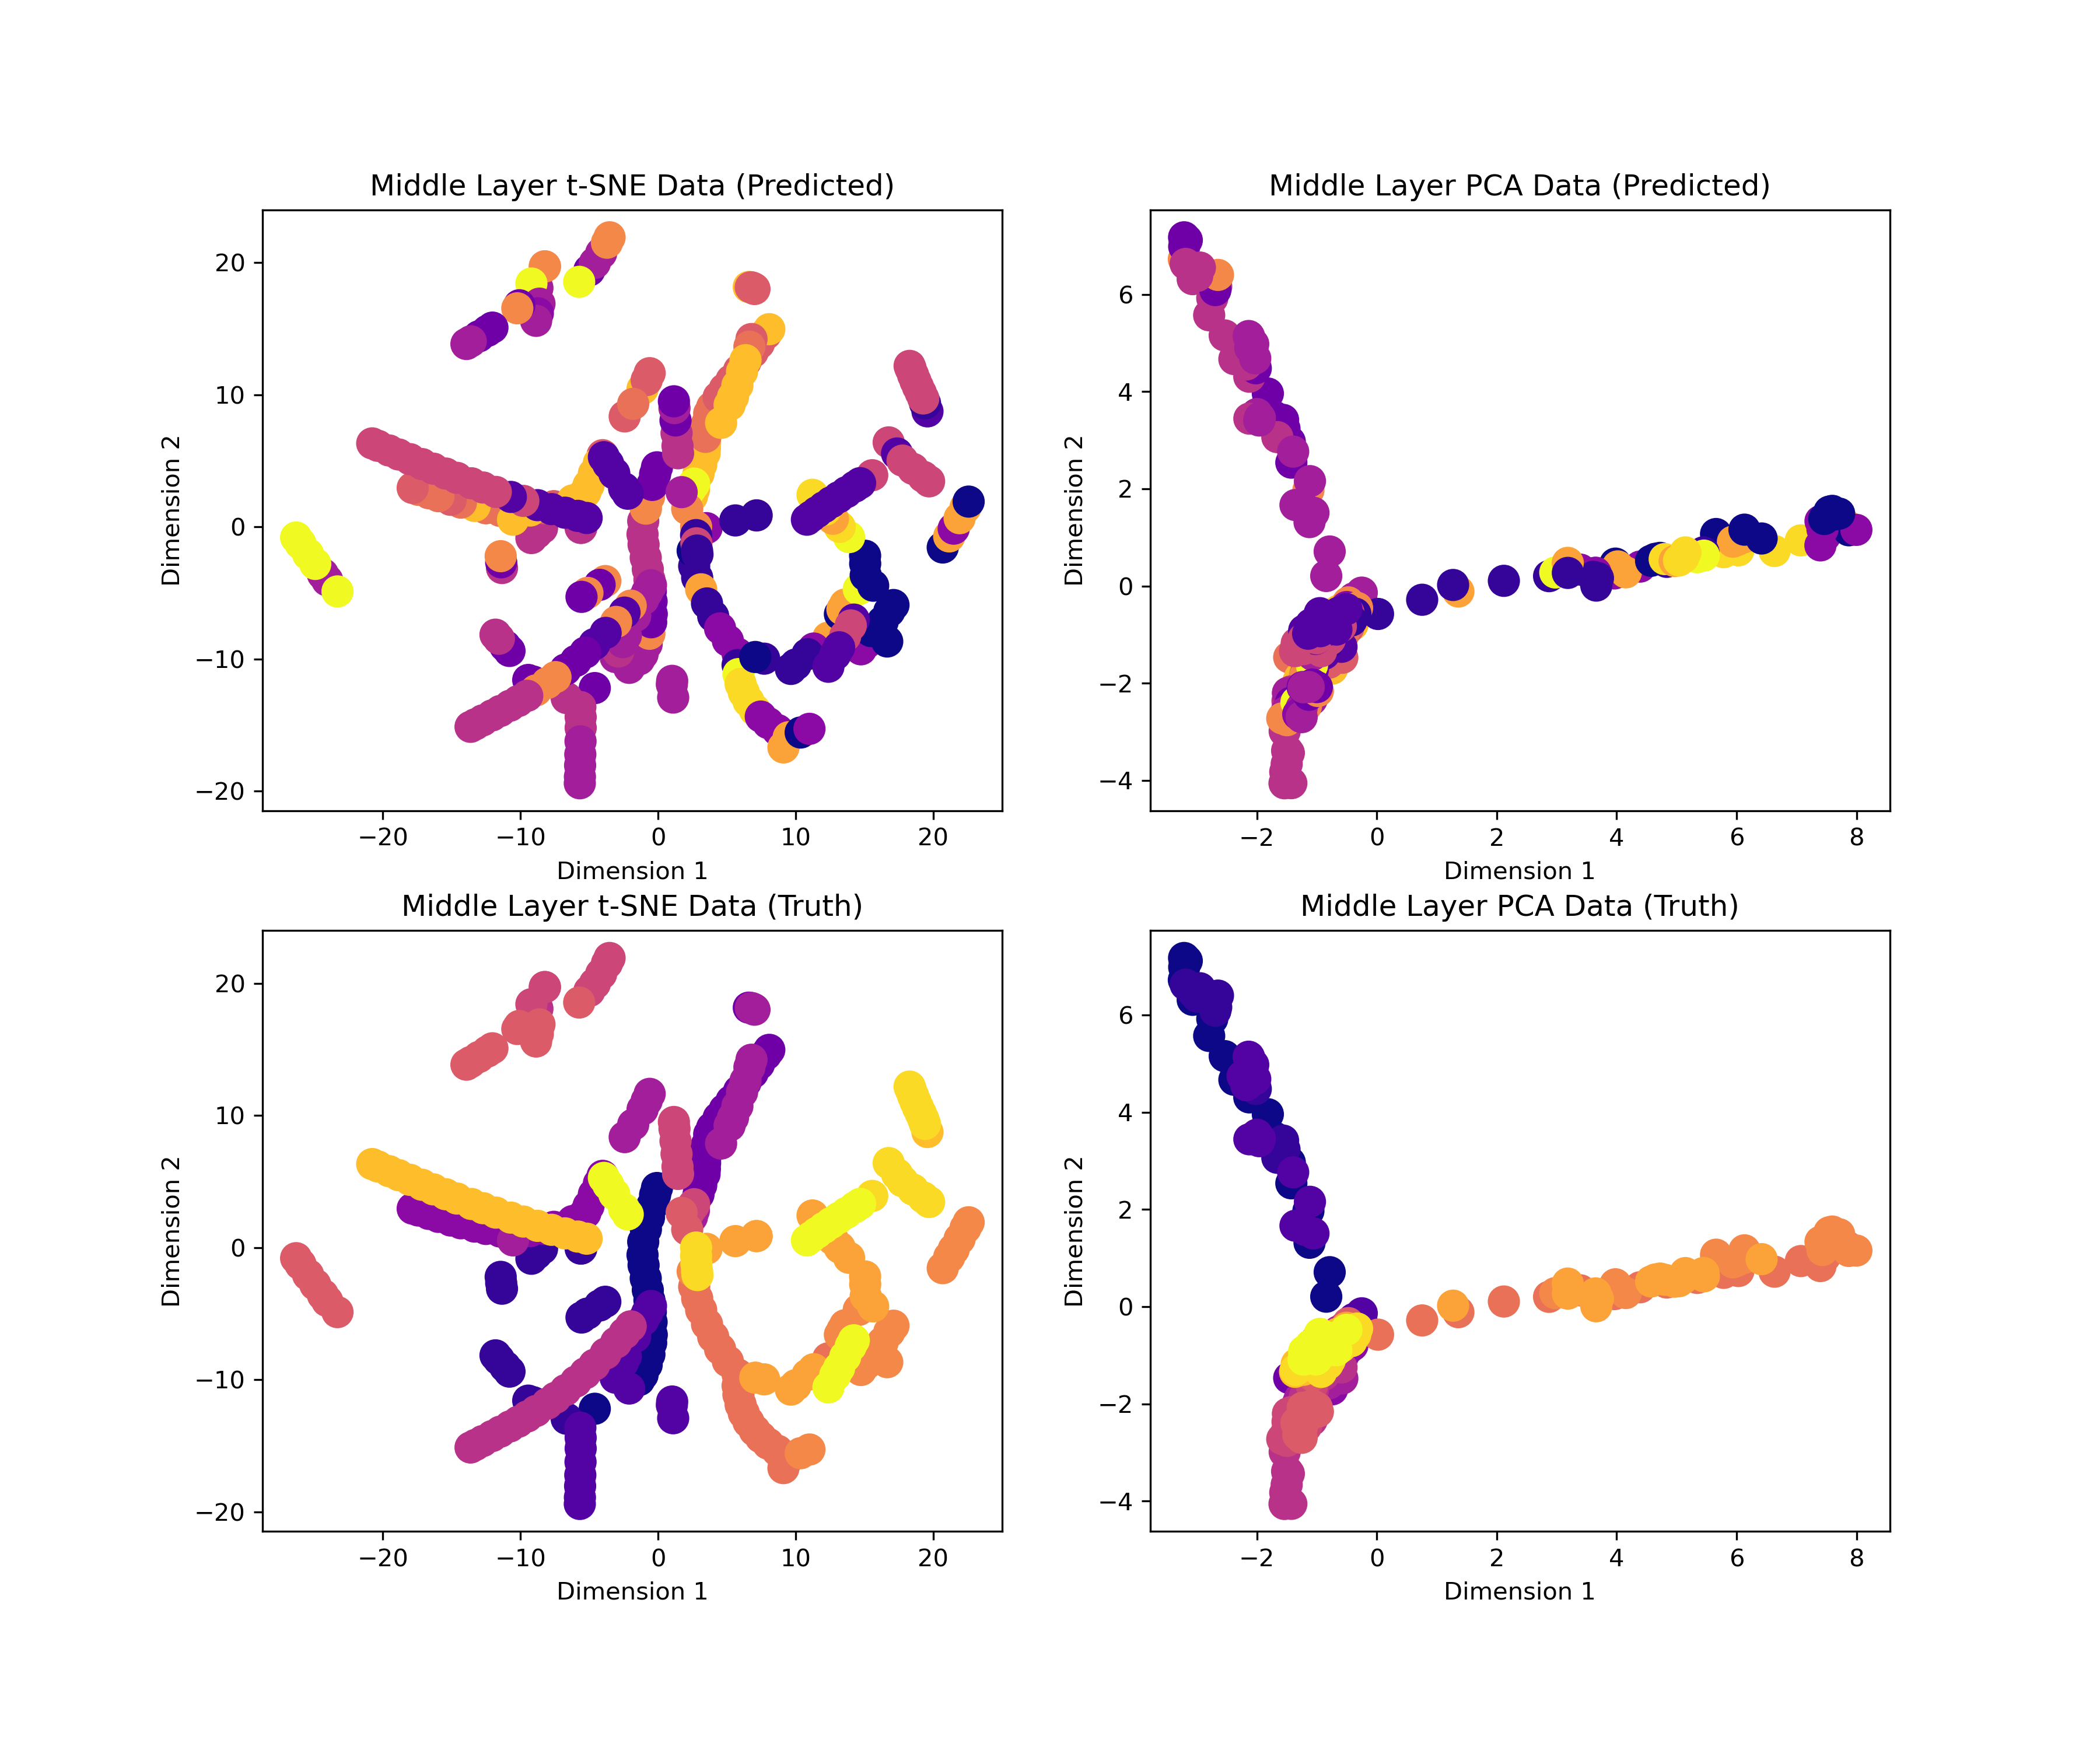 Middle Layer t-SNE Data (Predicted)
20
10
0
−10
−20
Dimension 2
−20 −10 0 10 20
Dimension 1
Middle Layer PCA Data (Predicted)
6
4
2
0
−2
−4
Dimension 2
−2 0 2 4 6 8
Dimension 1
Middle Layer t-SNE Data (Truth)
20
10
0
−10
−20
Dimension 2
−20 −10 0 10 20
Dimension 1
Middle Layer PCA Data (Truth)
6
4
2
0
−2
−4
Dimension 2
−2 0 2 4 6 8
Dimension 1